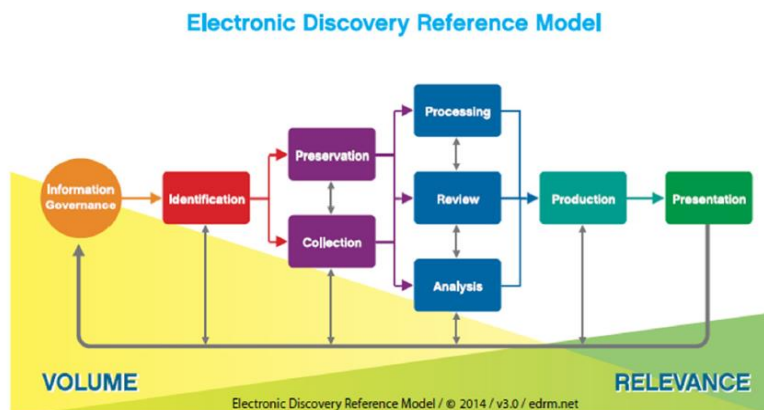 Electronic Discovery Reference Model
Processing
Preservation
Information
Governance
Identification
Review
Production
Presentation
Collection
Analysis
VOLUME
RELEVANCE
Electronic Discovery Reference Model / © 2014 / v3.0 / edrm.net